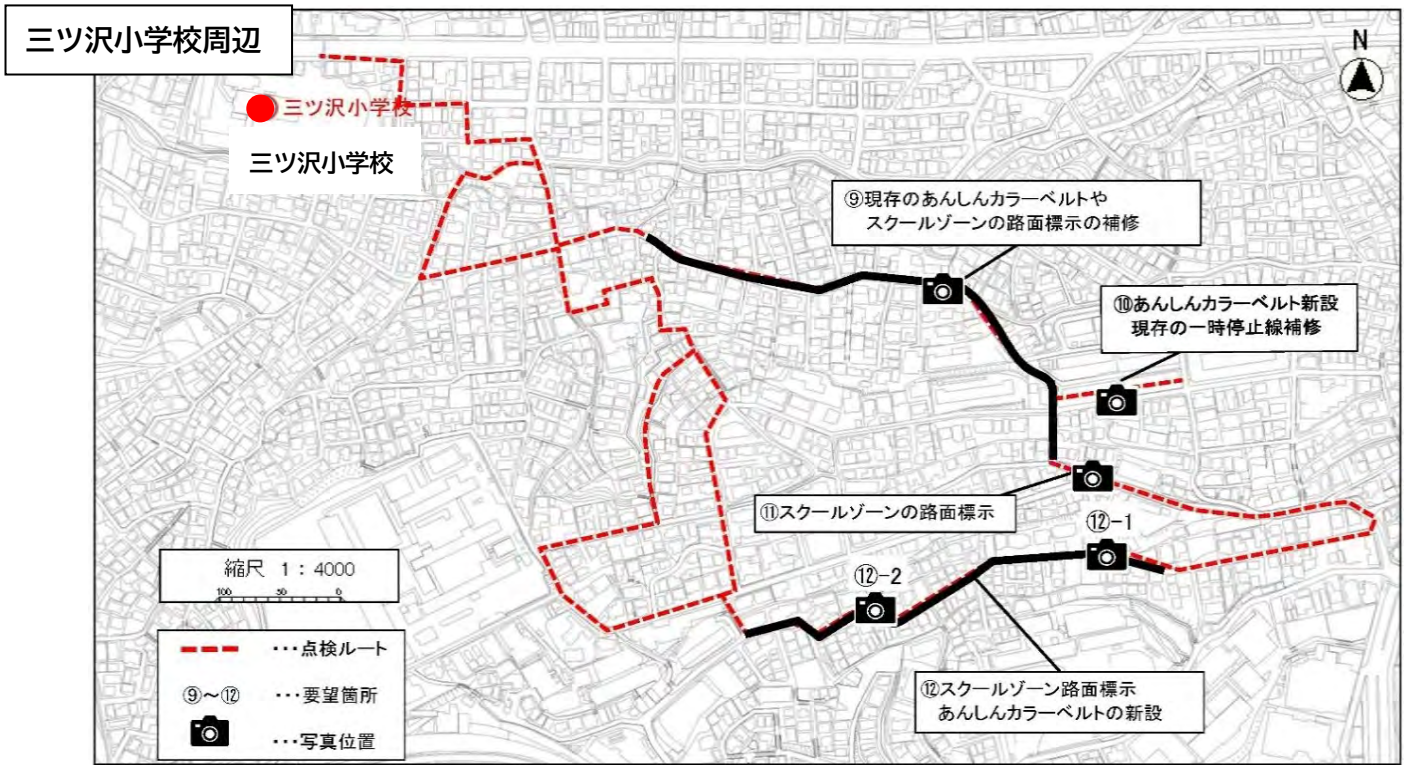 三ツ沢小学校周辺
N
三ツ沢小学校
三ツ沢小学校
⑨現存のあんしんカラーベルトや
スクールゾーンの路面標示の補修
⑩あんしんカラーベルト新設
現存の一時停止線補修
⑪スクールゾーンの路面標示
⑫-1
⑫-2
⑫スクールゾーン路面標示
あんしんカラーベルトの新設
縮尺 1：4000
100 50 0
･･･点検ルート
⑨～⑫ ･･･要望箇所
･･･写真位置